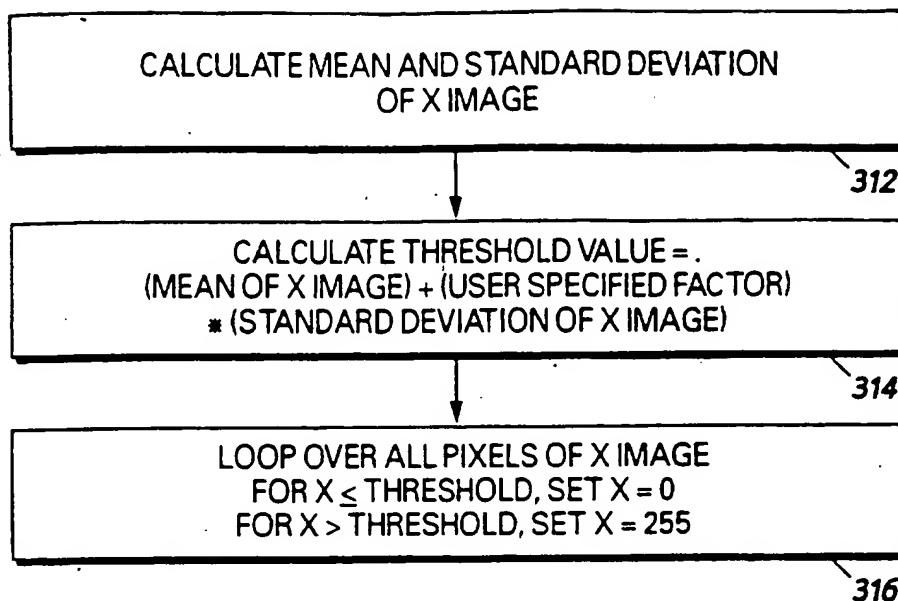 CALCULATE MEAN AND STANDARD DEVIATION
OF X IMAGE
312
CALCULATE THRESHOLD VALUE =.
(MEAN OF X IMAGE) + (USER SPECIFIED FACTOR)
* (STANDARD DEVIATION OF X IMAGE)
314
LOOP OVER ALL PIXELS OF X IMAGE
FOR X ≤ THRESHOLD, SET X = 0
FOR X > THRESHOLD, SET X = 255
316